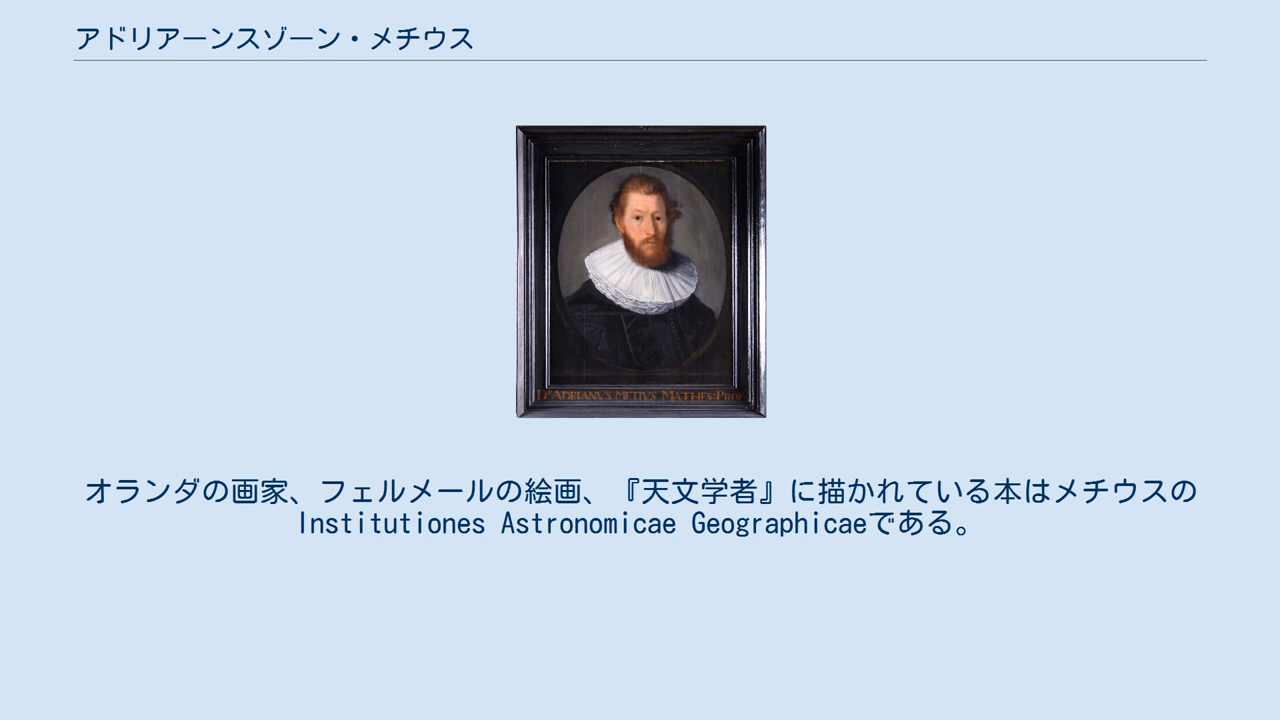 アドリアーンスゾーン・メチウス
Dʳ ADRIANVS METIVS MATHES: PROF
オランダの画家、フェルメールの絵画、『天文学者』に描かれている本はメチウスの
Institutiones Astronomicae Geographicaeである。